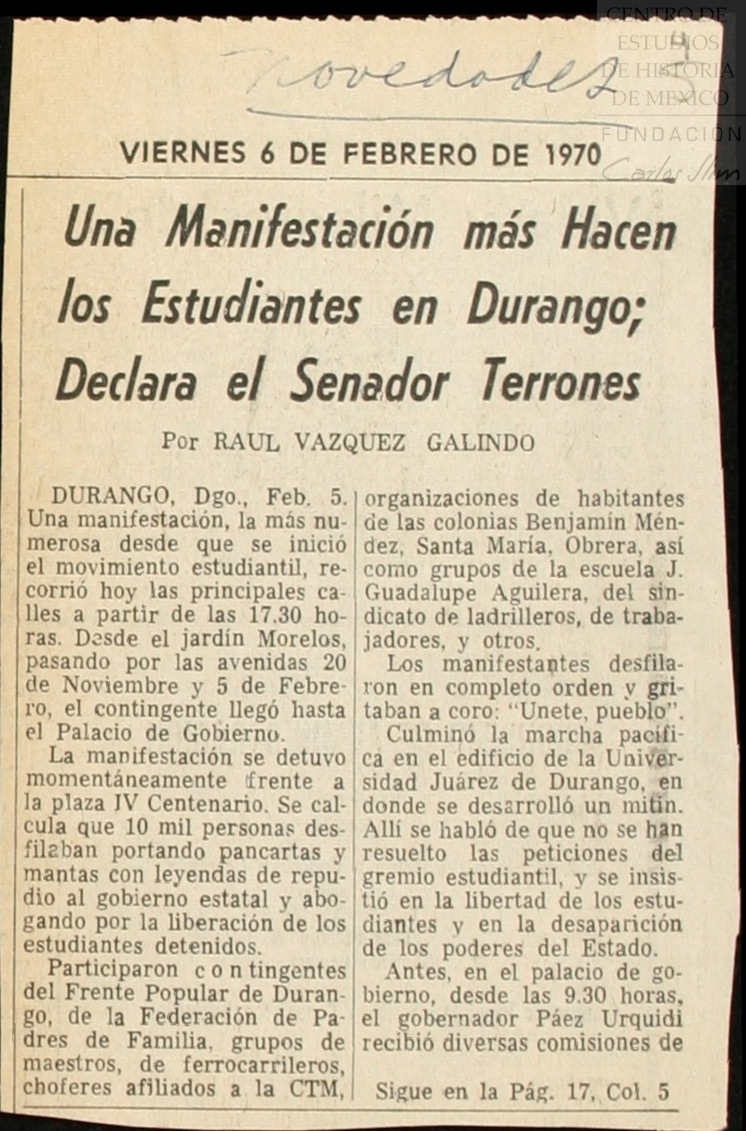 CENTRO DE
ESTUDIOS
DE HISTORIA
DE MEXICO
FUNDACIÓN
Carlos Slim
Novedades
VIERNES 6 DE FEBRERO DE 1970
Una Manifestación más Hacen
los Estudiantes en Durango;
Declara el Senador Terrones
Por RAUL VAZQUEZ GALINDO
DURANGO, Dgo., Feb. 5.
Una manifestación, la más nu-
merosa desde que se inició
el movimiento estudiantil, re-
corrió hoy las principales ca-
lles a partir de las 17.30 ho-
ras. Desde el jardín Morelos,
pasando por las avenidas 20
de Noviembre y 5 de Febre-
ro, el contingente llegó hasta
el Palacio de Gobierno.
La manifestación se detuvo
momentáneamente frente a
la plaza IV Centenario. Se cal-
cula que 10 mil personas des-
filaban portando pancartas y
mantas con leyendas de repu-
dio al gobierno estatal y abo-
gando por la liberación de los
estudiantes detenidos.
Participaron contingentes
del Frente Popular de Duran-
go, de la Federación de Pa-
dres de Familia, grupos de
maestros, de ferrocarrileros,
choferes afiliados a la CTM,
organizaciones de habitantes
de las colonias Benjamín Mén-
dez, Santa María, Obrera, así
como grupos de la escuela J.
Guadalupe Aguilera, del sin-
dicato de ladrilleros, de traba-
jadores, y otros.
Los manifestantes desfila-
ron en completo orden y gri-
taban a coro: "Unete, pueblo".
Culminó la marcha pacífi-
ca en el edificio de la Univer-
sidad Juárez de Durango, en
donde se desarrolló un mitin.
Allí se habló de que no se han
resuelto las peticiones del
gremio estudiantil, y se insis-
tió en la libertad de los estu-
diantes y en la desaparición
de los poderes del Estado.
Antes, en el palacio de go-
bierno, desde las 9.30 horas,
el gobernador Páez Urquidi
recibió diversas comisiones de
Sigue en la Pág. 17, Col. 5